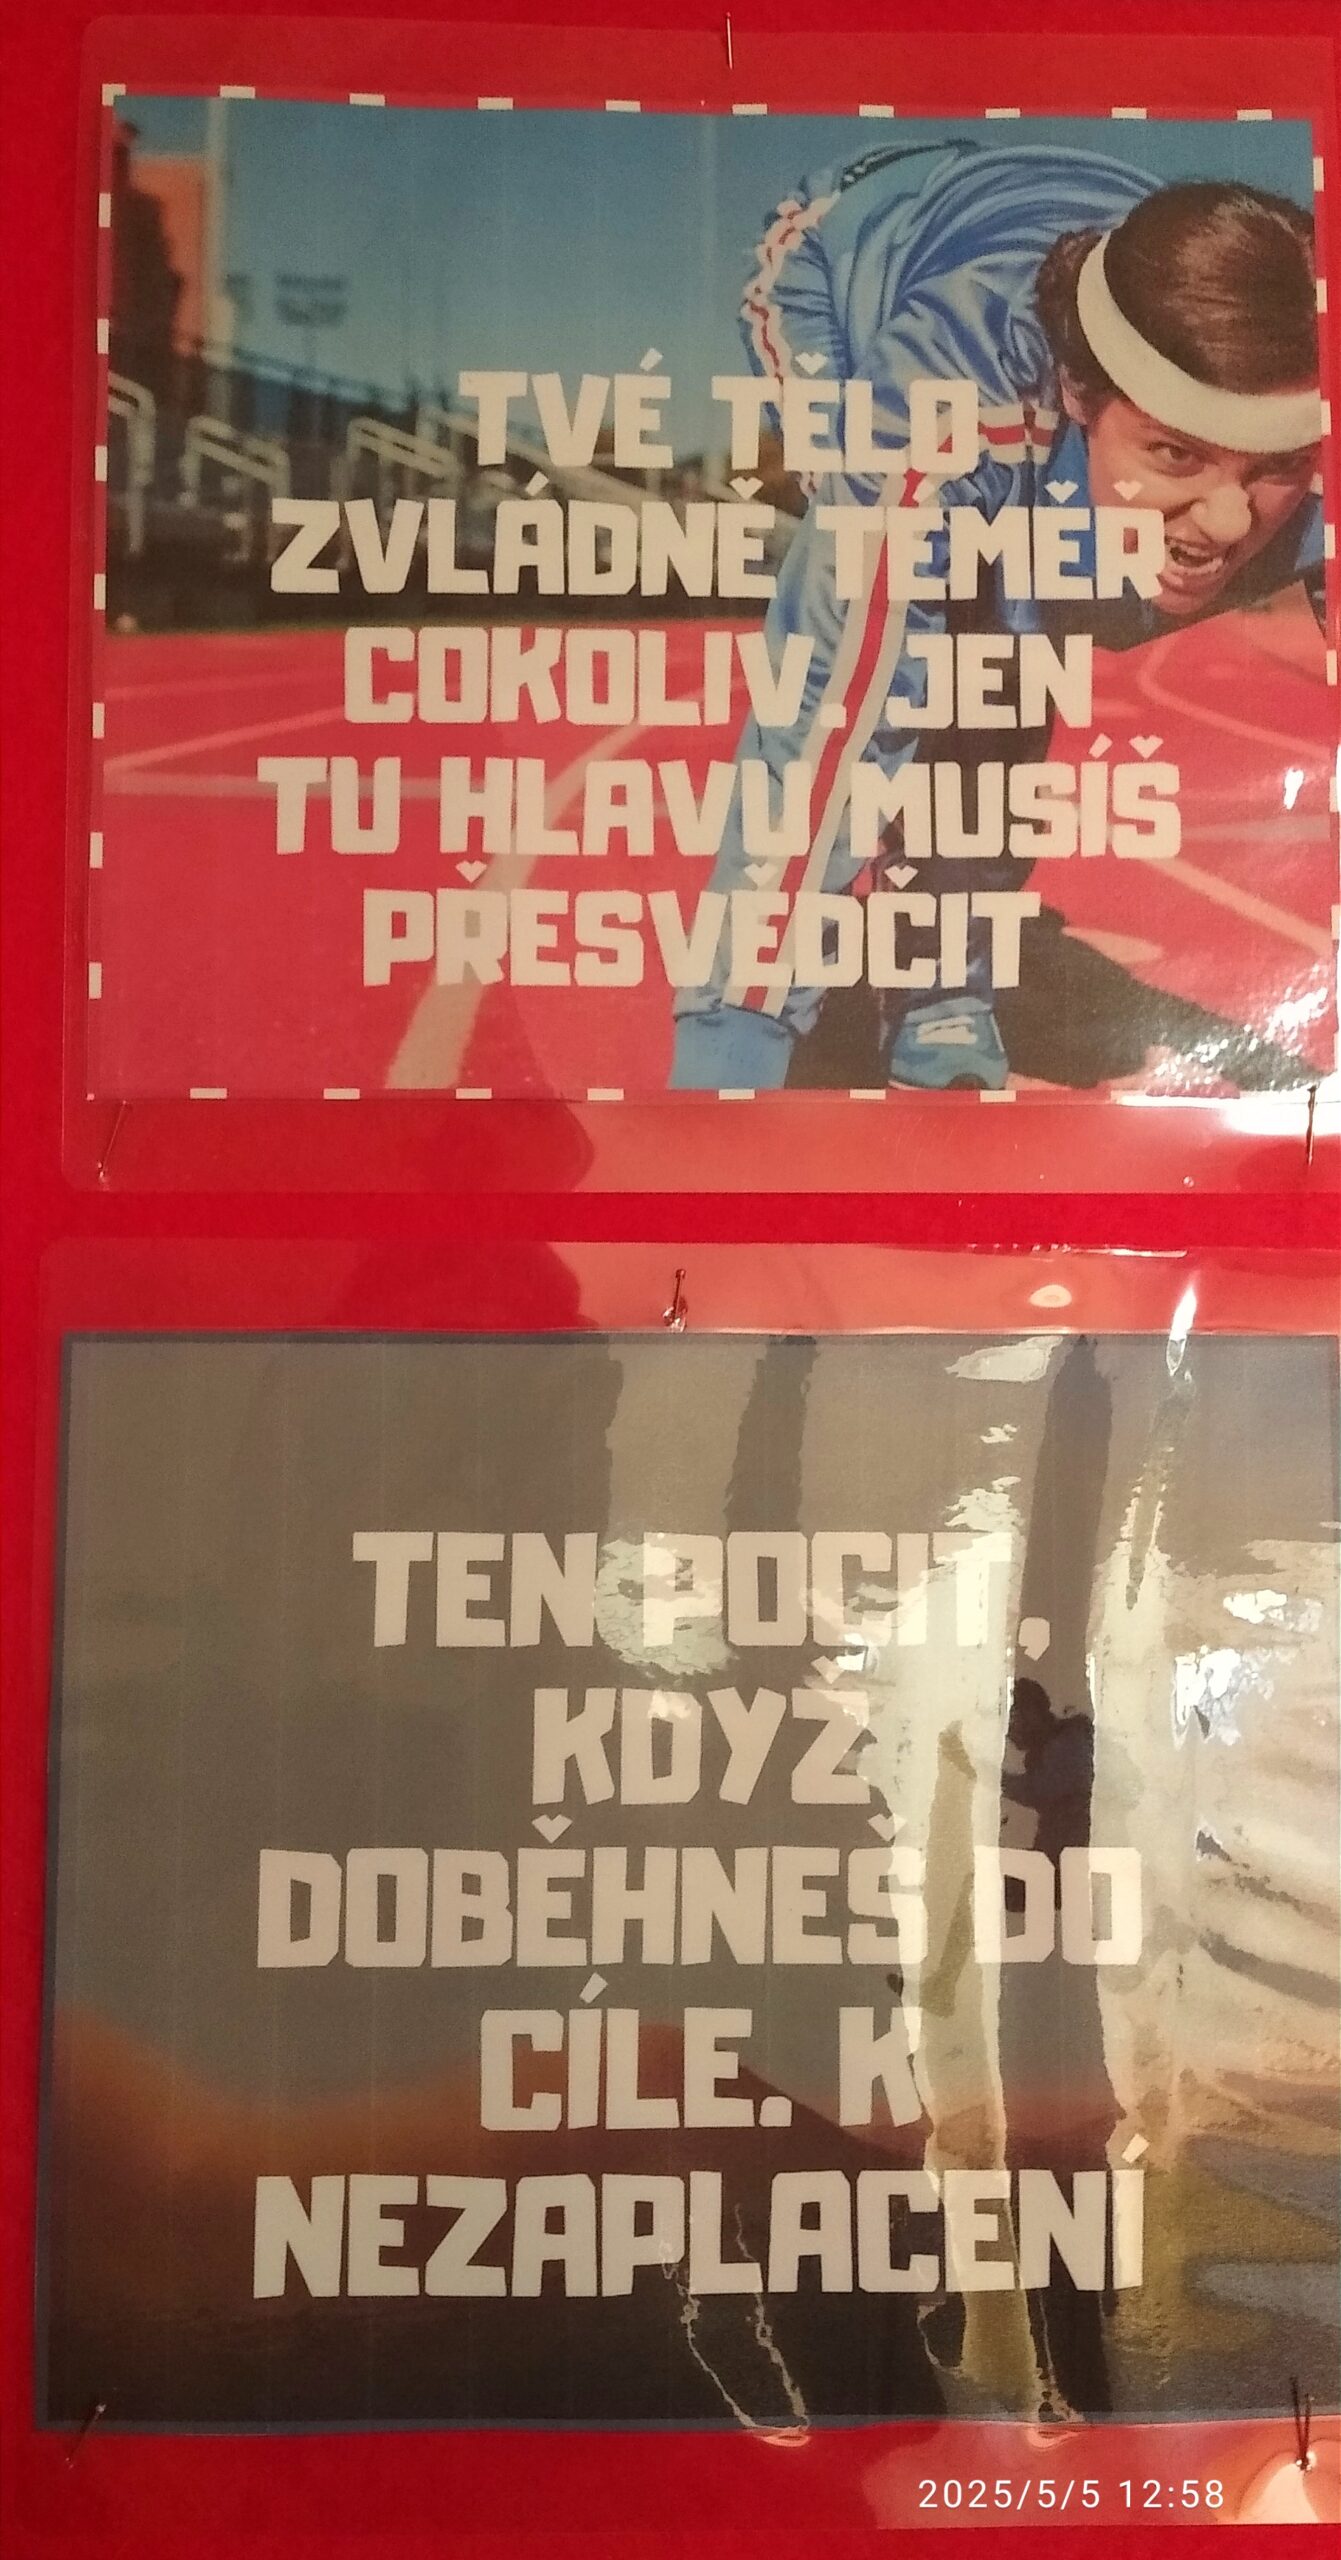 TVÉ TĚLO
ZVLÁDNĚ TÉMĚŘ
COKOLIV. JEN
TU HLAVU MUSÍŠ
PŘESVĚDČIT
TEN POCIT,
KDYŽ
DOBĚHNEŠ DO
CÍLE. K
NEZAPLACENÍ
2025/5/5 12:58